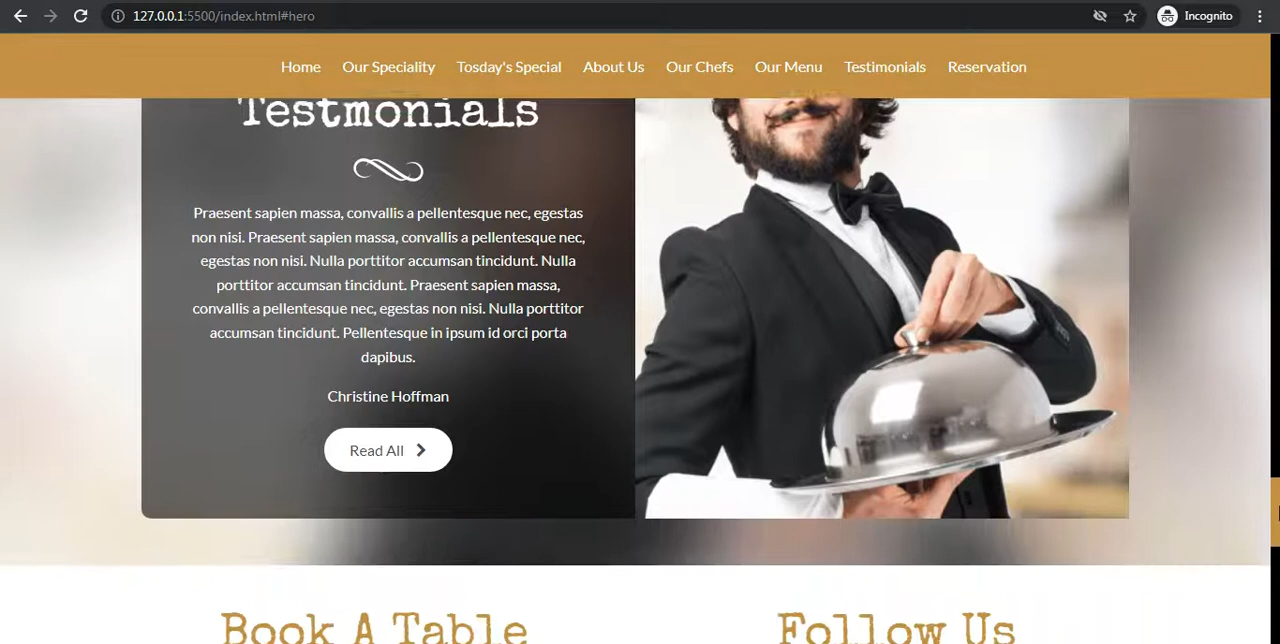 127.0.0.1:5500/index.html#hero
Incognito
Home Our Speciality Tosday's Special About Us Our Chefs Our Menu Testimonials Reservation
Testmonials
Praesent sapien massa, convallis a pellentesque nec, egestas
non nisi. Praesent sapien massa, convallis a pellentesque nec,
egestas non nisi. Nulla porttitor accumsan tincidunt. Nulla
porttitor accumsan tincidunt. Praesent sapien massa,
convallis a pellentesque nec, egestas non nisi. Nulla porttitor
accumsan tincidunt. Pellentesque in ipsum id orci porta
dapibus.
Christine Hoffman
Read All
Book A Table
Follow Us